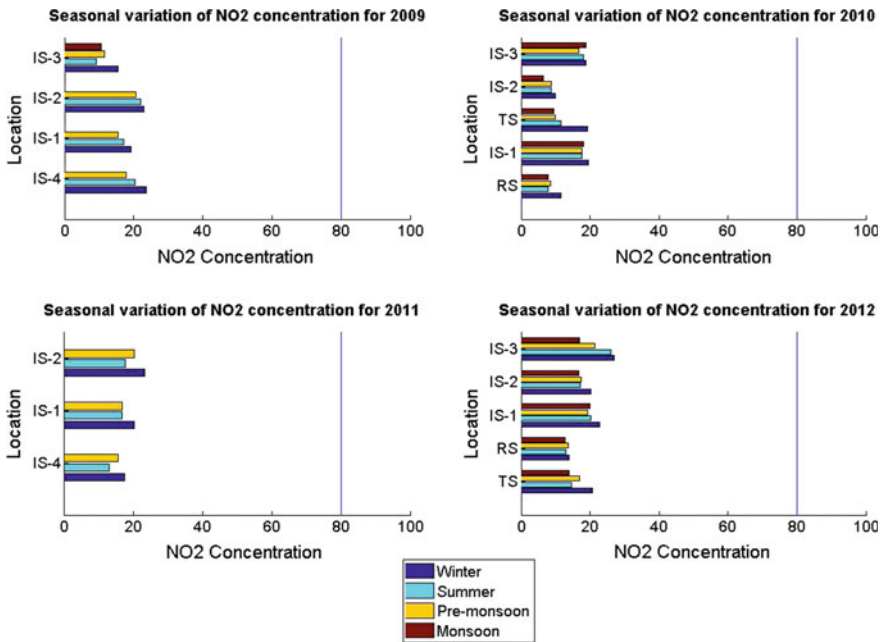 Seasonal variation of NO2 concentration for 2009
Location
IS-3
IS-2
IS-1
IS-4
0 20 40 60 80 100
NO2 Concentration
Seasonal variation of NO2 concentration for 2010
Location
IS-3
IS-2
TS
IS-1
RS
0 20 40 60 80 100
NO2 Concentration
Seasonal variation of NO2 concentration for 2011
Location
IS-2
IS-1
IS-4
0 20 40 60 80 100
NO2 Concentration
Seasonal variation of NO2 concentration for 2012
Location
IS-3
IS-2
IS-1
RS
TS
0 20 40 60 80 100
NO2 Concentration
Winter
Summer
Pre-monsoon
Monsoon